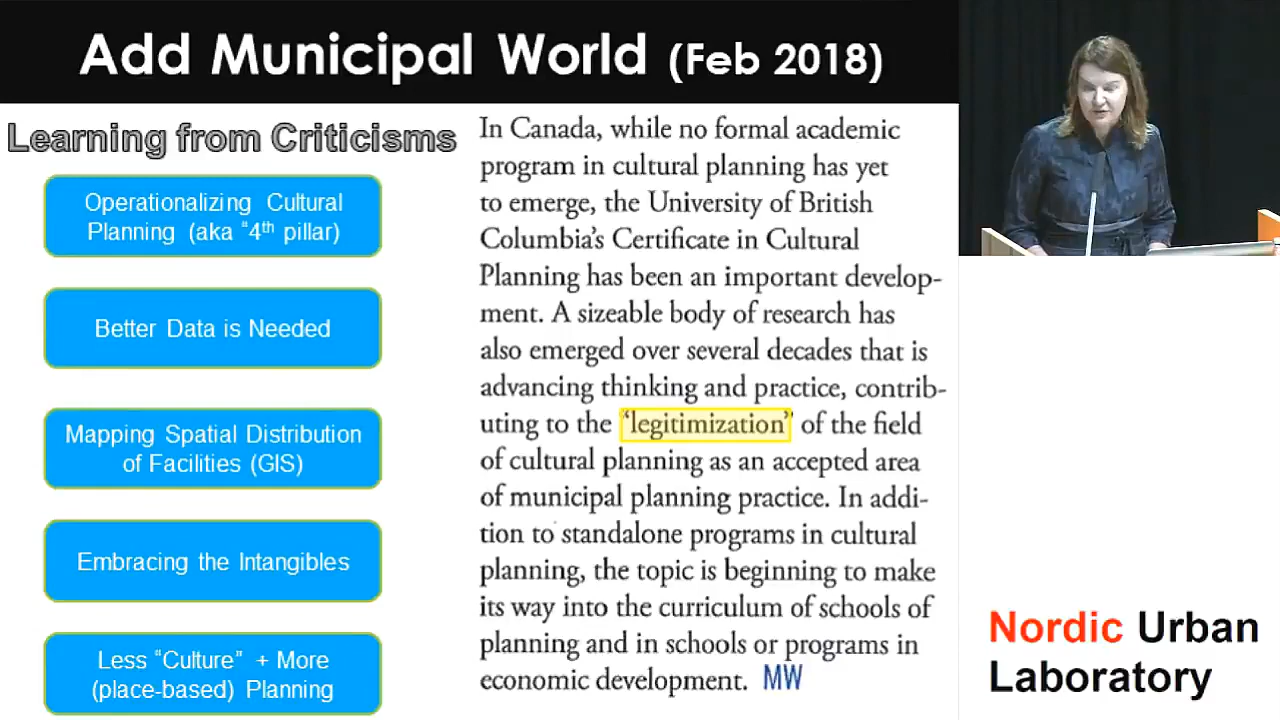 Add Municipal World (Feb 2018)
Learning from Criticisms
Operationalizing Cultural
Planning (aka “4th pillar)
Better Data is Needed
Mapping Spatial Distribution
of Facilities (GIS)
Embracing the Intangibles
Less “Culture” + More
(place-based) Planning
In Canada, while no formal academic
program in cultural planning has yet
to emerge, the University of British
Columbia’s Certificate in Cultural
Planning has been an important develop-
ment. A sizeable body of research has
also emerged over several decades that is
advancing thinking and practice, contrib-
uting to the “legitimization” of the field
of cultural planning as an accepted area
of municipal planning practice. In addi-
tion to standalone programs in cultural
planning, the topic is beginning to make
its way into the curriculum of schools of
planning and in schools or programs in
economic development. MW
Nordic Urban
Laboratory